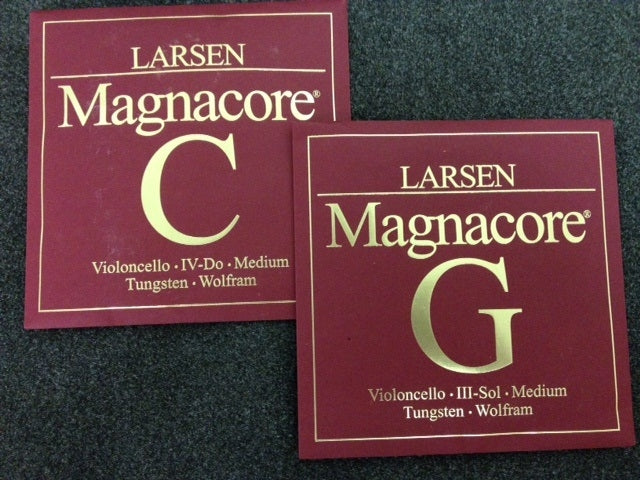 LARSEN
Magnacore®
C
Violoncello • IV-Do • Medium
Tungsten • Wolfram
LARSEN
Magnacore®
G
Violoncello • III-Sol • Medium
Tungsten • Wolfram